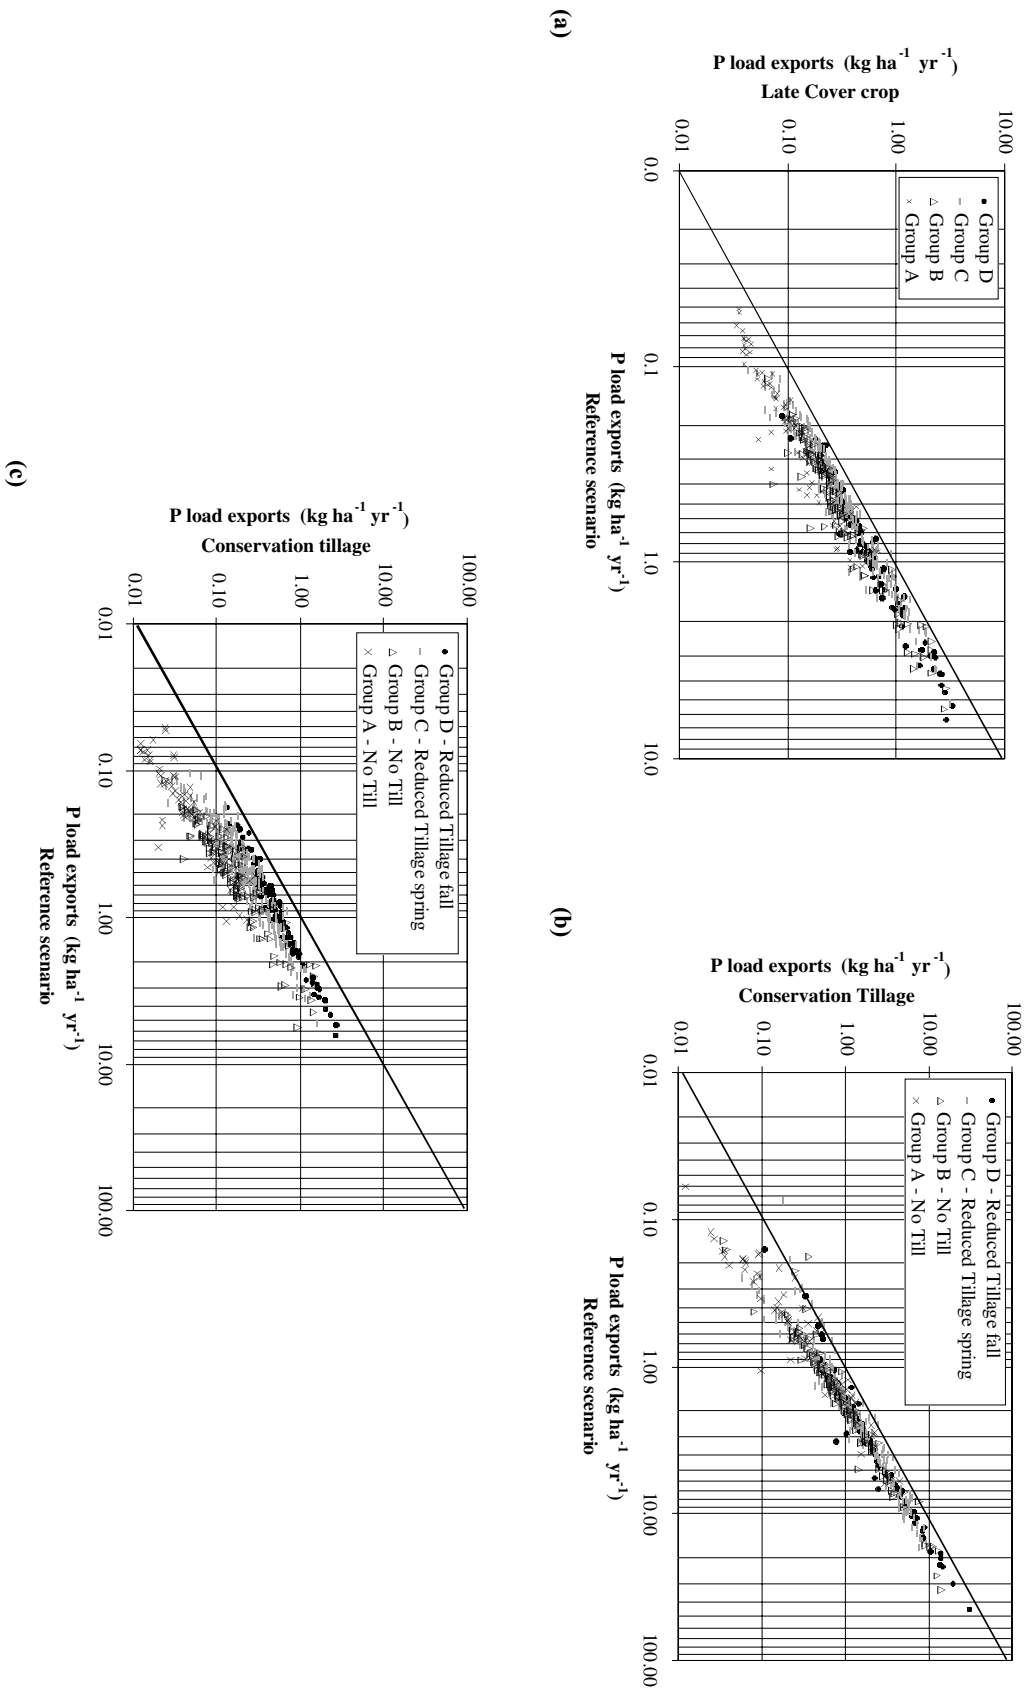 (a)
P load exports (kg ha-1 yr-1)
Late Cover crop
10.00
1.00
0.10
0.01
Group D
Group C
Group B
Group A
0.0
0.1
1.0
10.0
P load exports (kg ha-1 yr-1)
Reference scenario
(b)
P load exports (kg ha-1 yr-1)
Conservation Tillage
100.00
10.00
1.00
0.10
0.01
Group D - Reduced Tillage fall
Group C - Reduced Tillage spring
Group B - No Till
Group A - No Till
0.01
0.10
1.00
10.00
100.00
P load exports (kg ha-1 yr-1)
Reference scenario
(c)
P load exports (kg ha-1 yr-1)
Conservation tillage
100.00
10.00
1.00
0.10
0.01
Group D - Reduced Tillage fall
Group C - Reduced Tillage spring
Group B - No Till
Group A - No Till
0.01
0.10
1.00
10.00
100.00
P load exports (kg ha-1 yr-1)
Reference scenario